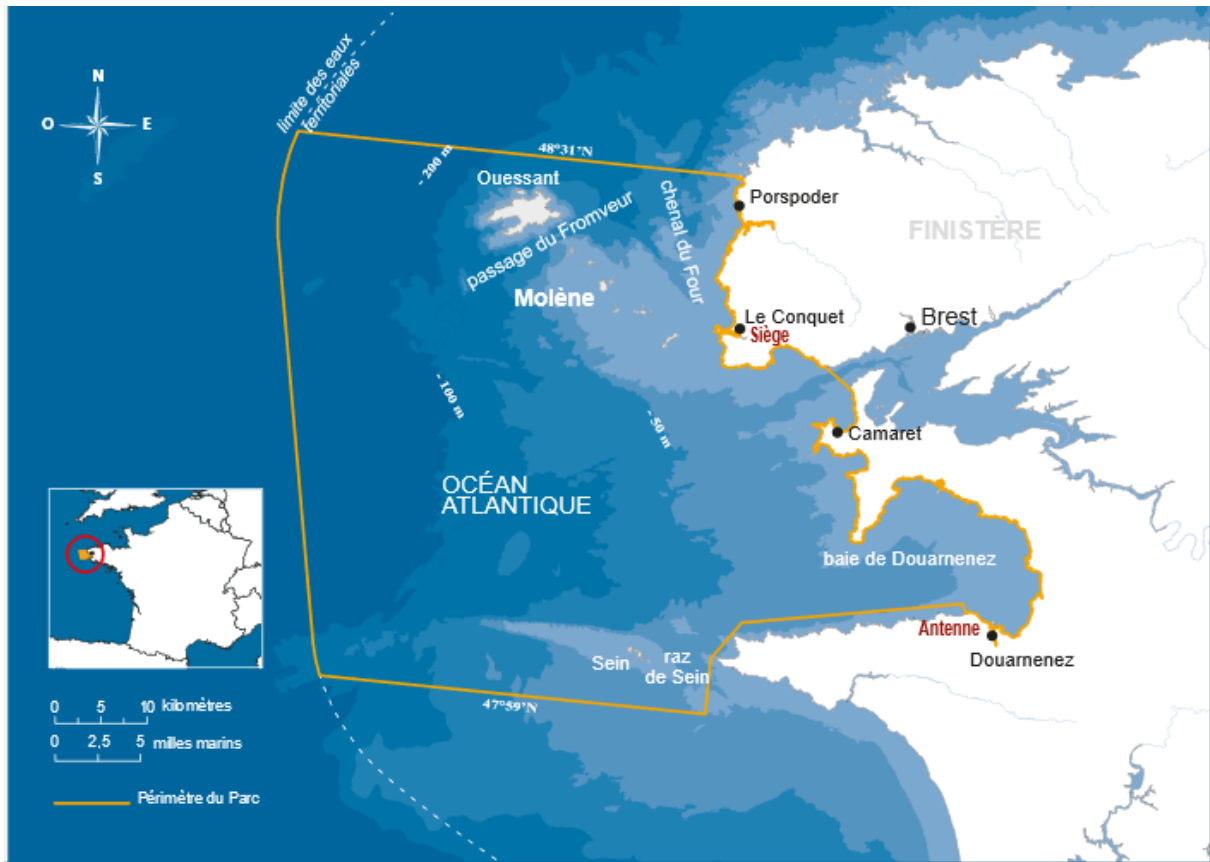 limite des eaux
territoriales
N
O
E
S
48°31'N
- 200 m
Ouessant
passage du Fromveur
chenal du Four
Porspoder
FINISTÈRE
Molène
Le Conquet
Siège
Brest
- 100 m
- 50 m
Camaret
OCÉAN
ATLANTIQUE
baie de Douarnenez
Antenne
Douarnenez
Sein
raz
de Sein
47°59'N
0 5 10 kilomètres
0 2,5 5 milles marins
Périmètre du Parc